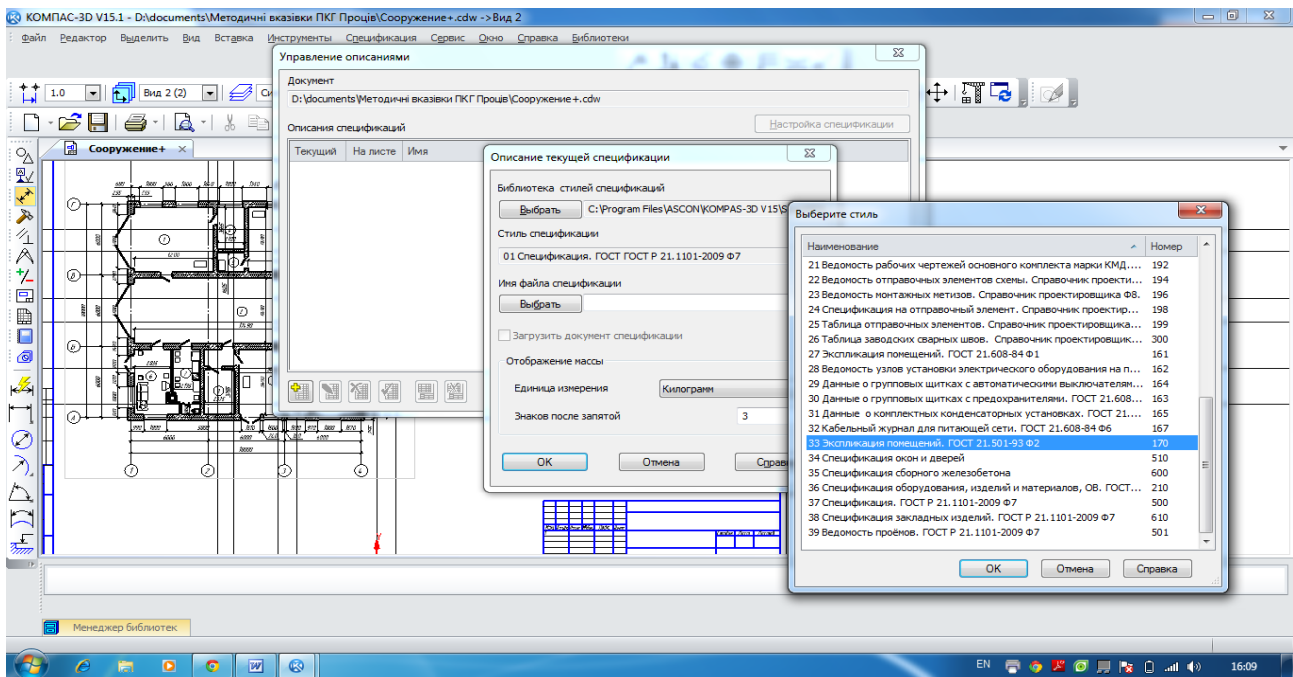 КОМПАС-3D V15.1 - D:\documents\Методичні вказівки ПКГ Проців\Сооружение+.cdw ->Вид 2
Файл Редактор Выделить Вид Вставка Инструменты Спецификация Сервис Окно Справка Библиотеки
Управление описаниями
Документ
D:\documents\Методичні вказівки ПКГ Проців\Сооружение+.cdw
1.0
Вид 2 (2)
Описания спецификаций
Настройка спецификации
Текущий На листе Имя
Сооружение+
Описание текущей спецификации
Библиотека стилей спецификаций
Выбрать
C:\Program Files\ASCON\KOMPAS-3D V15\S
Стиль спецификации
01 Спецификация. ГОСТ ГОСТ Р 21.1101-2009 Ф7
Имя файла спецификации
Выбрать
Загрузить документ спецификации
Отображение массы
Единица измерения
Килограмм
Знаков после запятой
3
ОК
Отмена
Справ
Выберите стиль
Наименование Номер
21 Ведомость рабочих чертежей основного комплекта марки КМД.... 192
22 Ведомость отправочных элементов схемы. Справочник проекти... 194
23 Ведомость монтажных метизов. Справочник проектировщика Ф8. 196
24 Спецификация на отправочный элемент. Справочник проектир... 198
25 Таблица отправочных элементов. Справочник проектировщика... 199
26 Таблица заводских сварных швов. Справочник проектировщик... 300
27 Экспликация помещений. ГОСТ 21.608-84 Ф1 161
28 Ведомость узлов установки электрического оборудования на п... 162
29 Данные о групповых щитках с автоматическими выключателям... 164
30 Данные о групповых щитках с предохранителями. ГОСТ 21.608... 163
31 Данные о комплектных конденсаторных установках. ГОСТ 21.... 165
32 Кабельный журнал для питающей сети. ГОСТ 21.608-84 Ф6 167
33 Экспликация помещений. ГОСТ 21.501-93 Ф2 170
34 Спецификация окон и дверей 510
35 Спецификация сборного железобетона 600
36 Спецификация оборудования, изделий и материалов, ОВ. ГОСТ... 210
37 Спецификация. ГОСТ Р 21.1101-2009 Ф7 500
38 Спецификация закладных изделий. ГОСТ Р 21.1101-2009 Ф7 610
39 Ведомость проёмов. ГОСТ Р 21.1101-2009 Ф7 501
ОК
Отмена
Справка
Менеджер библиотек
EN
16:09